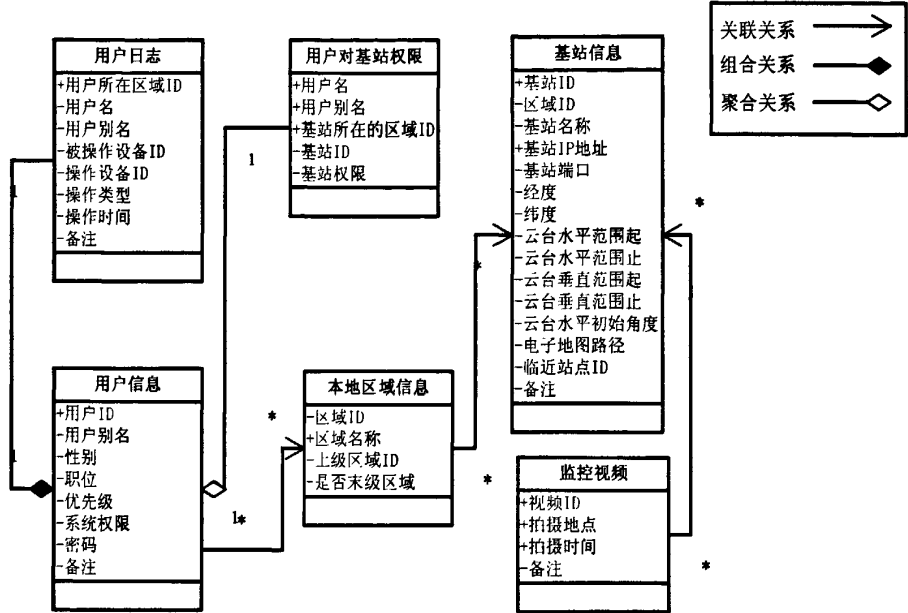 用户日志
+用户所在区域ID
-用户名
-用户别名
-被操作设备ID
-操作设备ID
-操作类型
-操作时间
-备注
用户对基站权限
+用户名
+用户别名
+基站所在的区域ID
-基站ID
-基站权限
基站信息
+基站ID
-区域ID
-基站名称
+基站IP地址
-基站端口
-经度
-纬度
-云台水平范围起
-云台水平范围止
-云台垂直范围起
-云台垂直范围止
-云台水平初始角度
-电子地图路径
-临近站点ID
-备注
关联关系
组合关系
聚合关系
1
1
*
*
用户信息
+用户ID
-用户别名
-性别
-职位
-优先级
-系统权限
-密码
-备注
1
1*
*
本地区域信息
-区域ID
+区域名称
-上级区域ID
-是否末级区域
*
监控视频
+视频ID
+拍摄地点
+拍摄时间
-备注
*